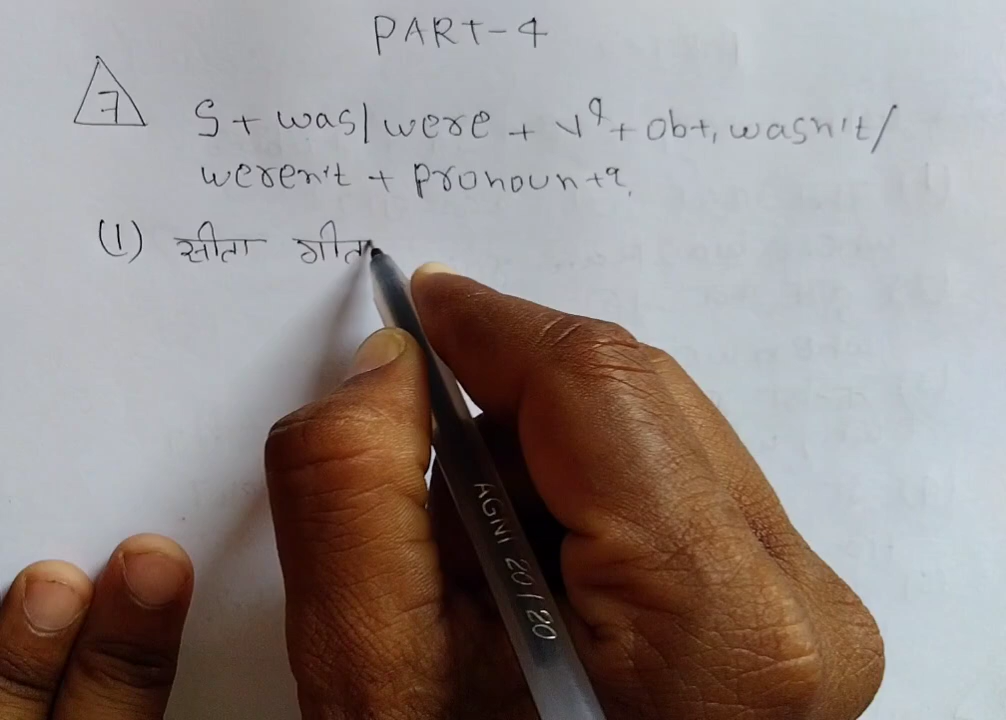 PART-4
7 S + was/were + V⁴ + obt, wasn't/
weren't + pronoun + ?
(1) सीता गीता
AGNI 20/20